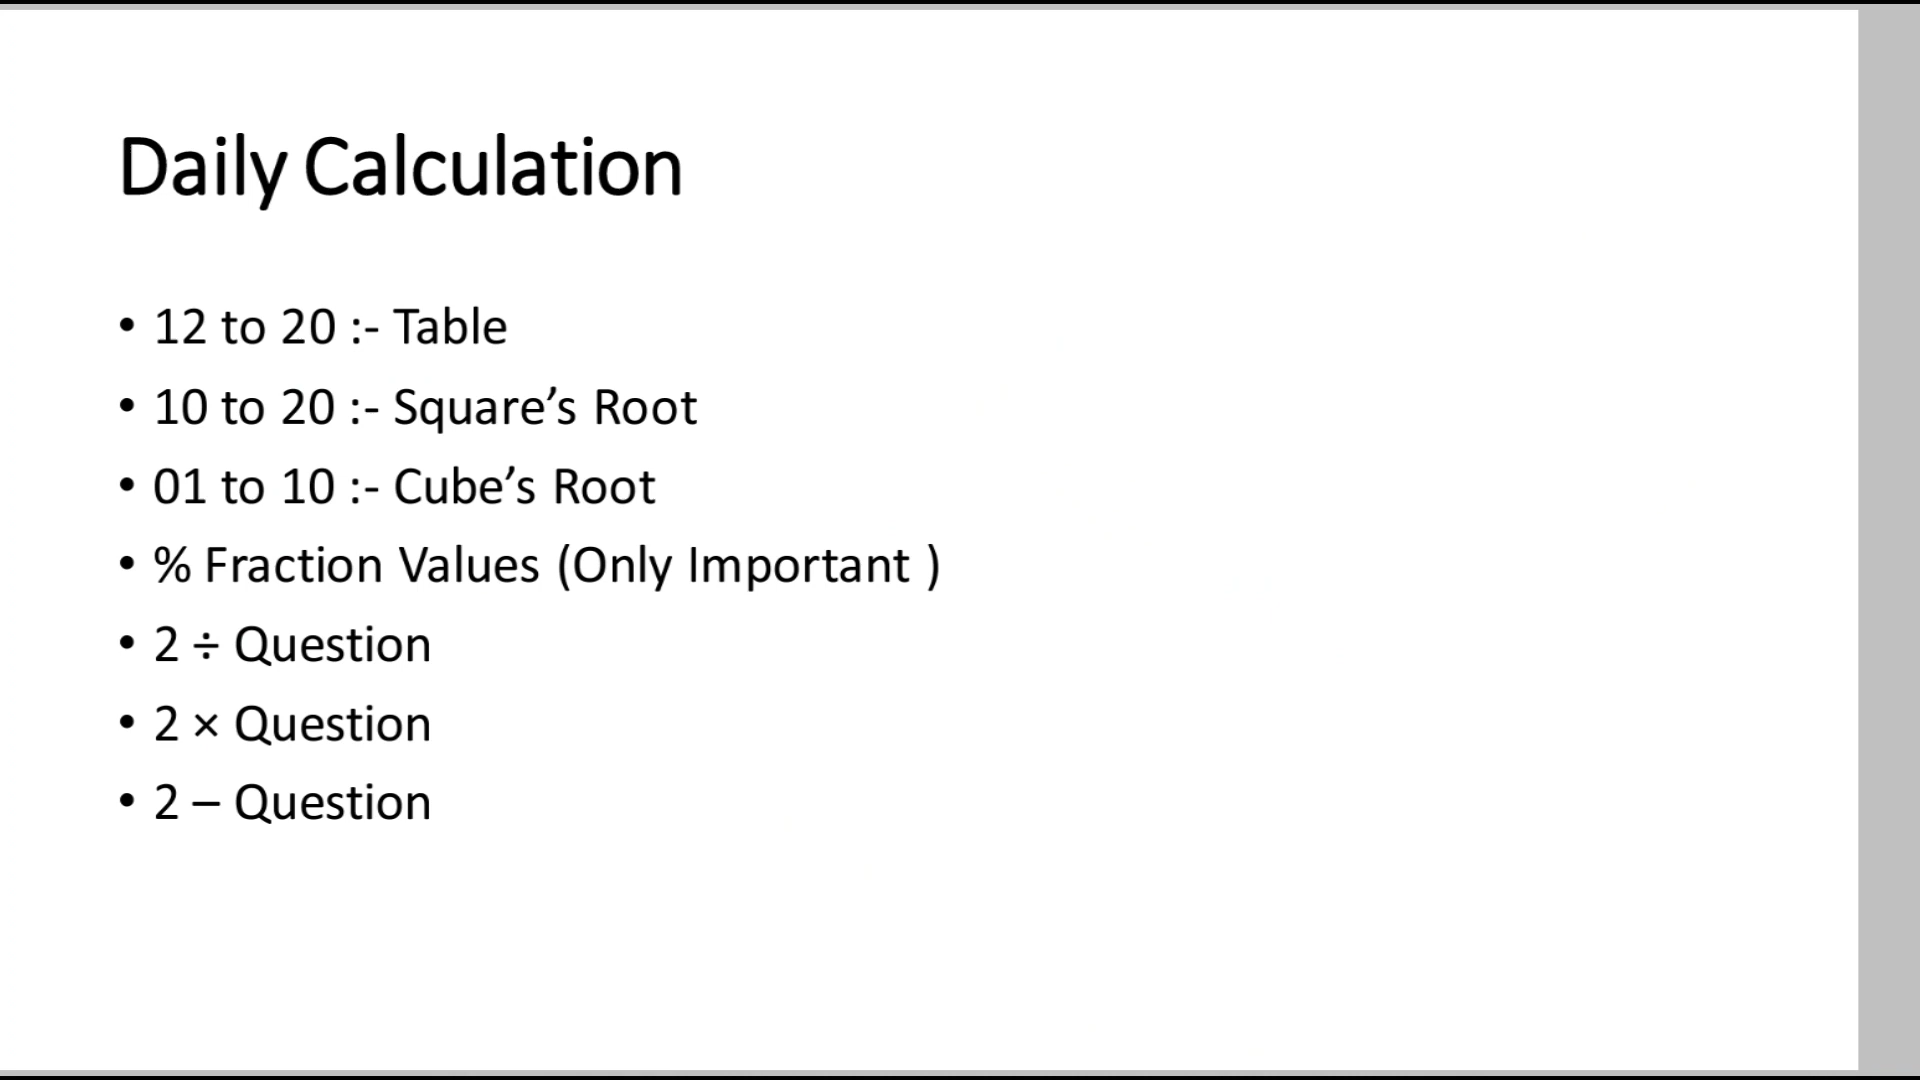 Daily Calculation
• 12 to 20 :- Table
• 10 to 20 :- Square’s Root
• 01 to 10 :- Cube’s Root
• % Fraction Values (Only Important )
• 2 ÷ Question
• 2 × Question
• 2 – Question